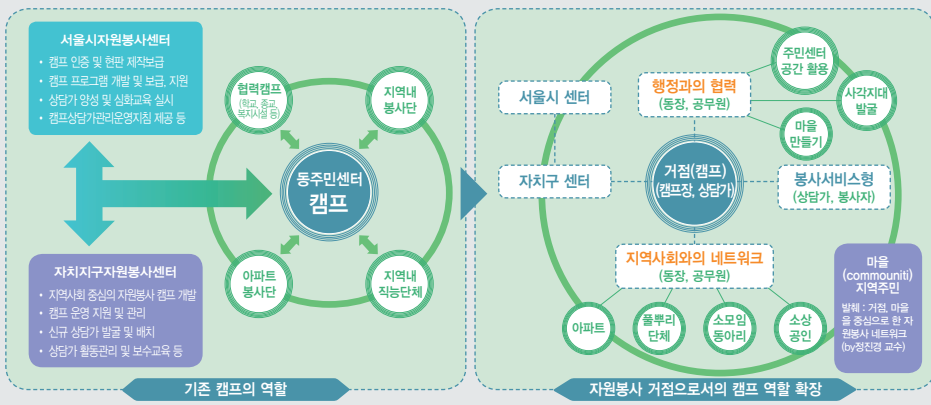 서울시자원봉사센터
• 캠프 인증 및 현판 제작보급
• 캠프 프로그램 개발 및 보급, 지원
• 상담가 양성 및 심화교육 실시
• 캠프상담가관리운영지침 제공 등
자치지구자원봉사센터
• 지역사회 중심의 자원봉사 캠프 개발
• 캠프 운영 지원 및 관리
• 신규 상담가 발굴 및 배치
• 상담가 활동관리 및 보수교육 등
협력캠프
(학교, 종교,
복지시설 등)
지역내
봉사단
동주민센터
캠프
아파트
봉사단
지역내
직능단체
기존 캠프의 역할
서울시 센터
자치구 센터
행정과의 협력
(동장, 공무원)
주민센터
공간 활용
사각지대
발굴
마을
만들기
거점(캠프)
(캠프장, 상담가)
봉사서비스형
(상담가, 봉사자)
지역사회와의 네트워크
(동장, 공무원)
아파트
풀뿌리
단체
소모임
동아리
소상
공인
마을
(commouniti)
지역주민
발췌 : 거점, 마을
을 중심으로 한 자
원봉사 네트워크
(by정진경 교수)
자원봉사 거점으로서의 캠프 역할 확장